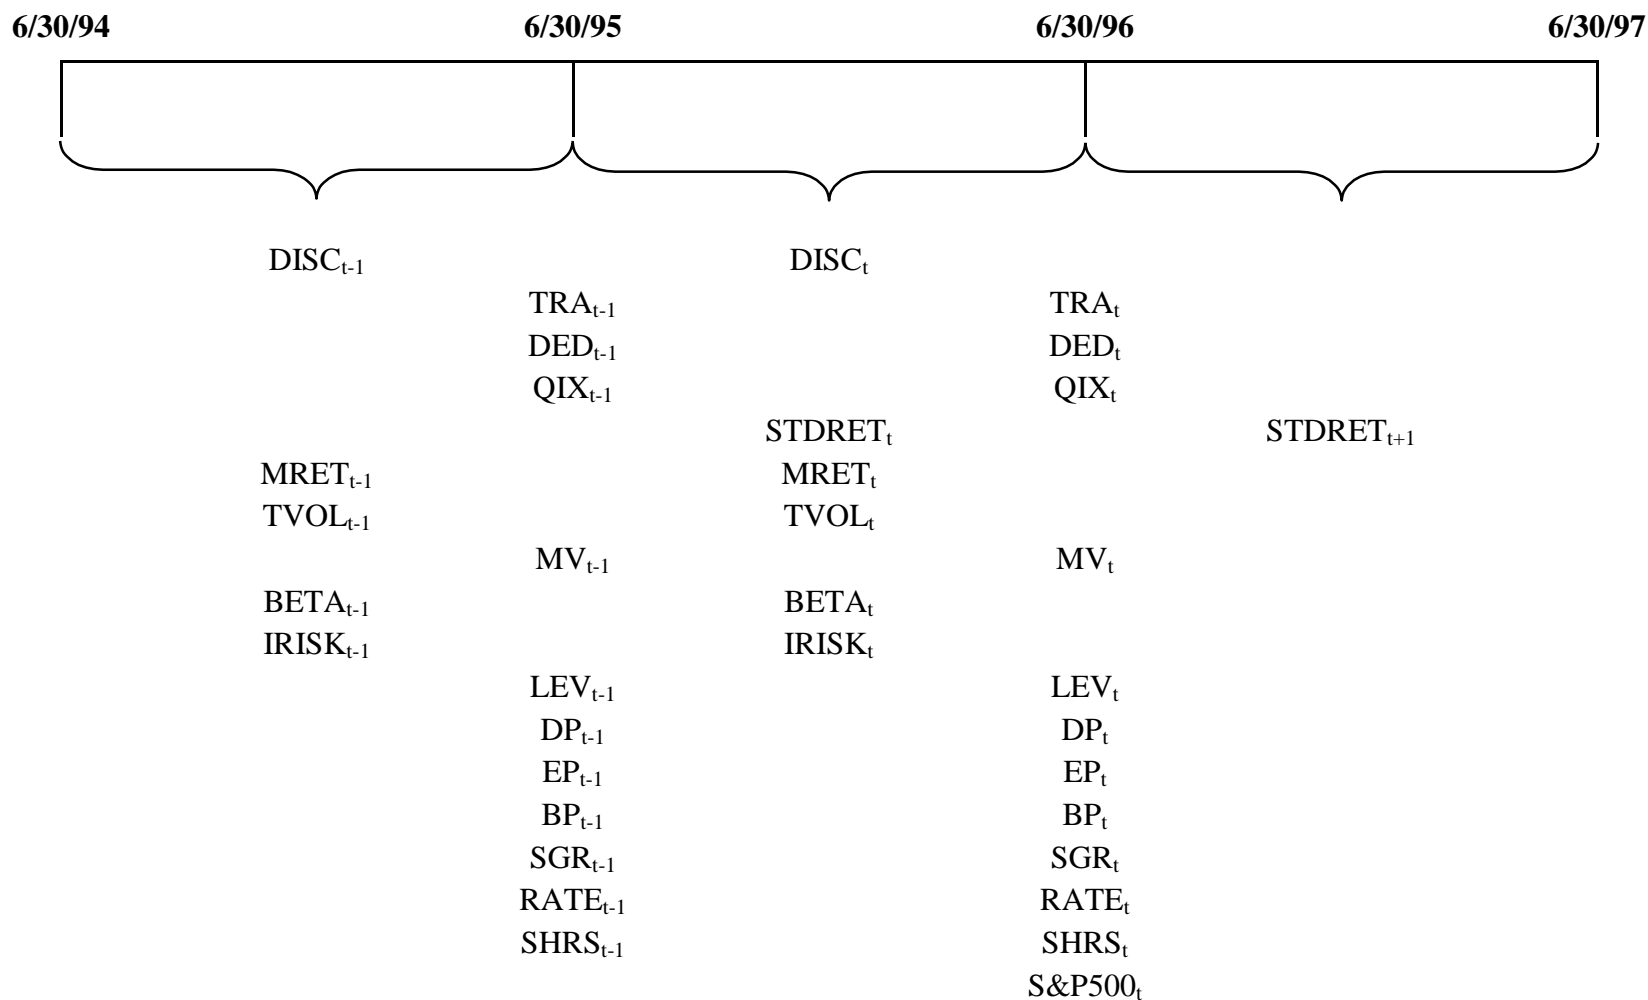 6/30/94 6/30/95 6/30/96 6/30/97
DISCt-1 DISCt
TRAt-1 TRAt
DEDt-1 DEDt
QIXt-1 QIXt
STDRETt STDRETt+1
MRETt-1 MRETt
TVOLt-1 TVOLt
MVt-1 MVt
BETAt-1 BETAt
IRISKt-1 IRISKt
LEVt-1 LEVt
DPt-1 DPt
EPt-1 EPt
BPt-1 BPt
SGRt-1 SGRt
RATEt-1 RATEt
SHRSt-1 SHRSt
S&P500t